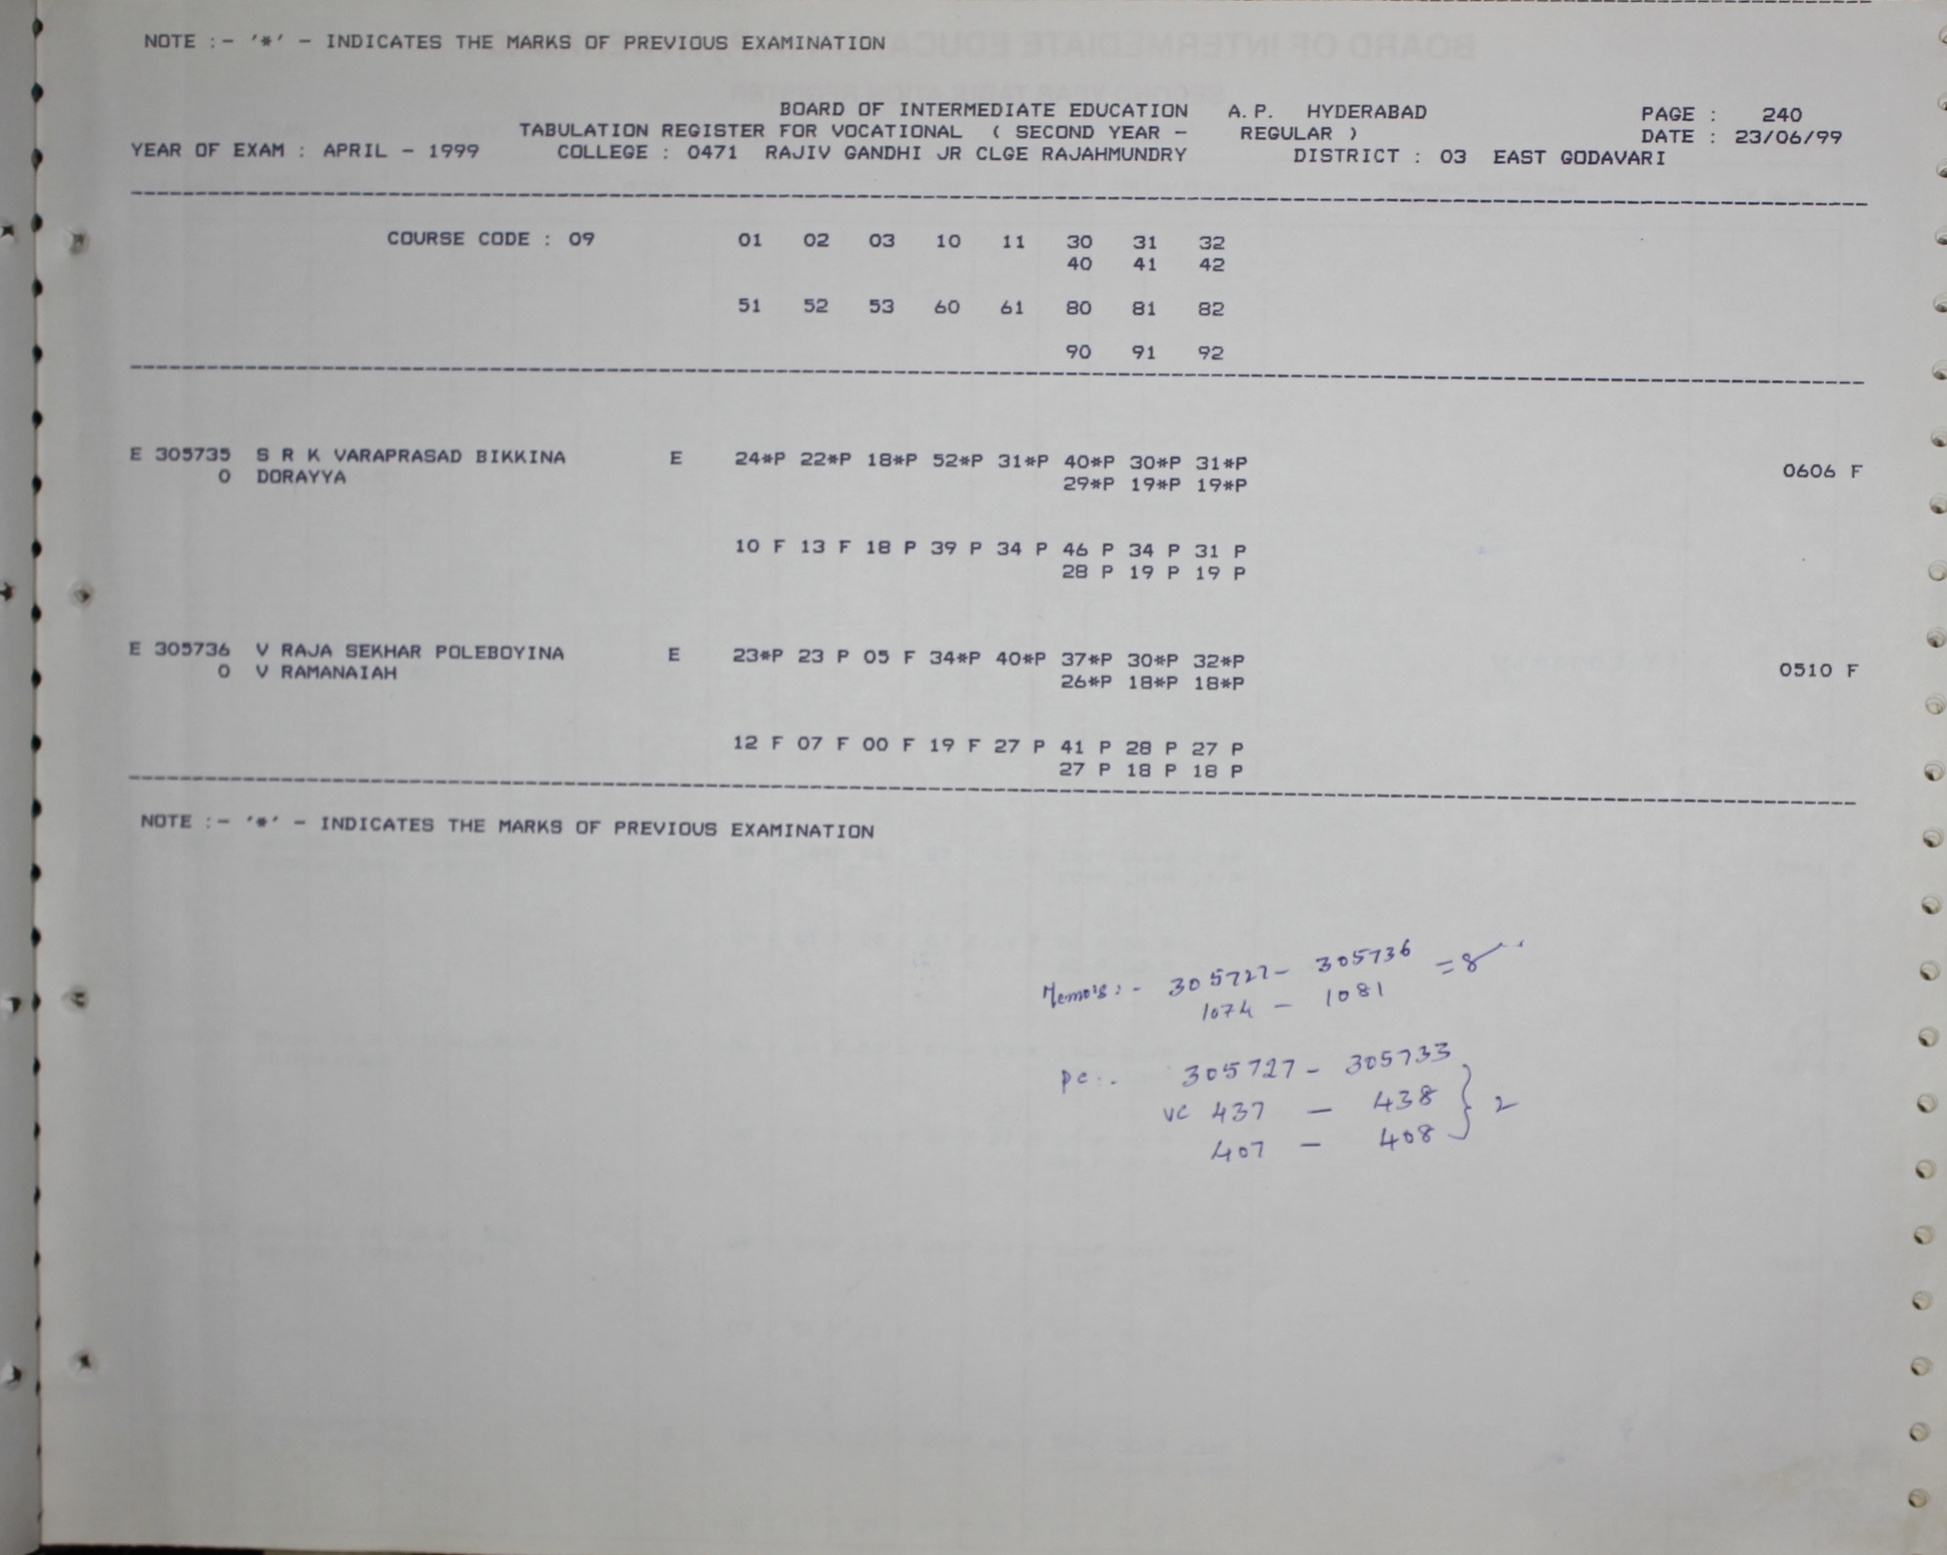 NOTE :- '*' - INDICATES THE MARKS OF PREVIOUS EXAMINATION
BOARD OF INTERMEDIATE EDUCATION A.P. HYDERABAD PAGE : 240
TABULATION REGISTER FOR VOCATIONAL ( SECOND YEAR - REGULAR ) DATE : 23/06/99
YEAR OF EXAM : APRIL - 1999 COLLEGE : 0471 RAJIV GANDHI JR CLGE RAJAHMUNDRY DISTRICT : 03 EAST GODAVARI
COURSE CODE : 09 01 02 03 10 11 30 31 32
40 41 42
51 52 53 60 61 80 81 82
90 91 92
E 305735 S R K VARAPRASAD BIKKINA E 24*P 22*P 18*P 52*P 31*P 40*P 30*P 31*P 0606 F
0 DORAYYA 29*P 19*P 19*P
10 F 13 F 18 P 39 P 34 P 46 P 34 P 31 P
28 P 19 P 19 P
E 305736 V RAJA SEKHAR POLEBOYINA E 23*P 23 P 05 F 34*P 40*P 37*P 30*P 32*P 0510 F
0 V RAMANAIAH 26*P 18*P 18*P
12 F 07 F 00 F 19 F 27 P 41 P 28 P 27 P
27 P 18 P 18 P
NOTE :- '*' - INDICATES THE MARKS OF PREVIOUS EXAMINATION
Memo's :- 305727 - 305736 = 8
1074 - 1081
pc :- 305727 - 305733
vc 437 - 438 } 2
407 - 408